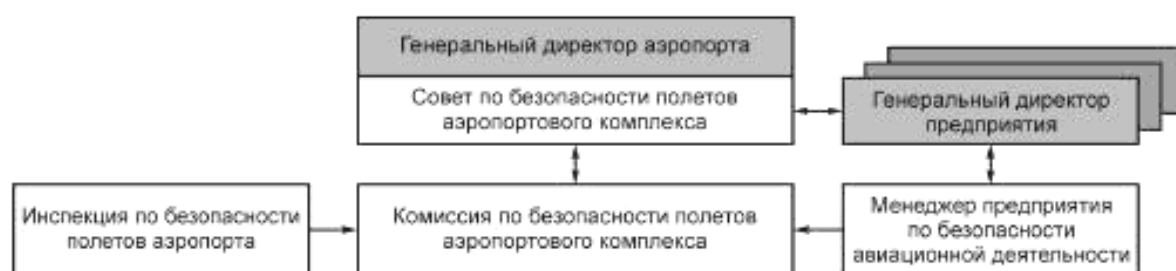 Генеральный директор аэропорта
Совет по безопасности полетов
аэропортового комплекса
Генеральный директор
предприятия
Инспекция по безопасности
полетов аэропорта
Комиссия по безопасности полетов
аэропортового комплекса
Менеджер предприятия
по безопасности
авиационной деятельности